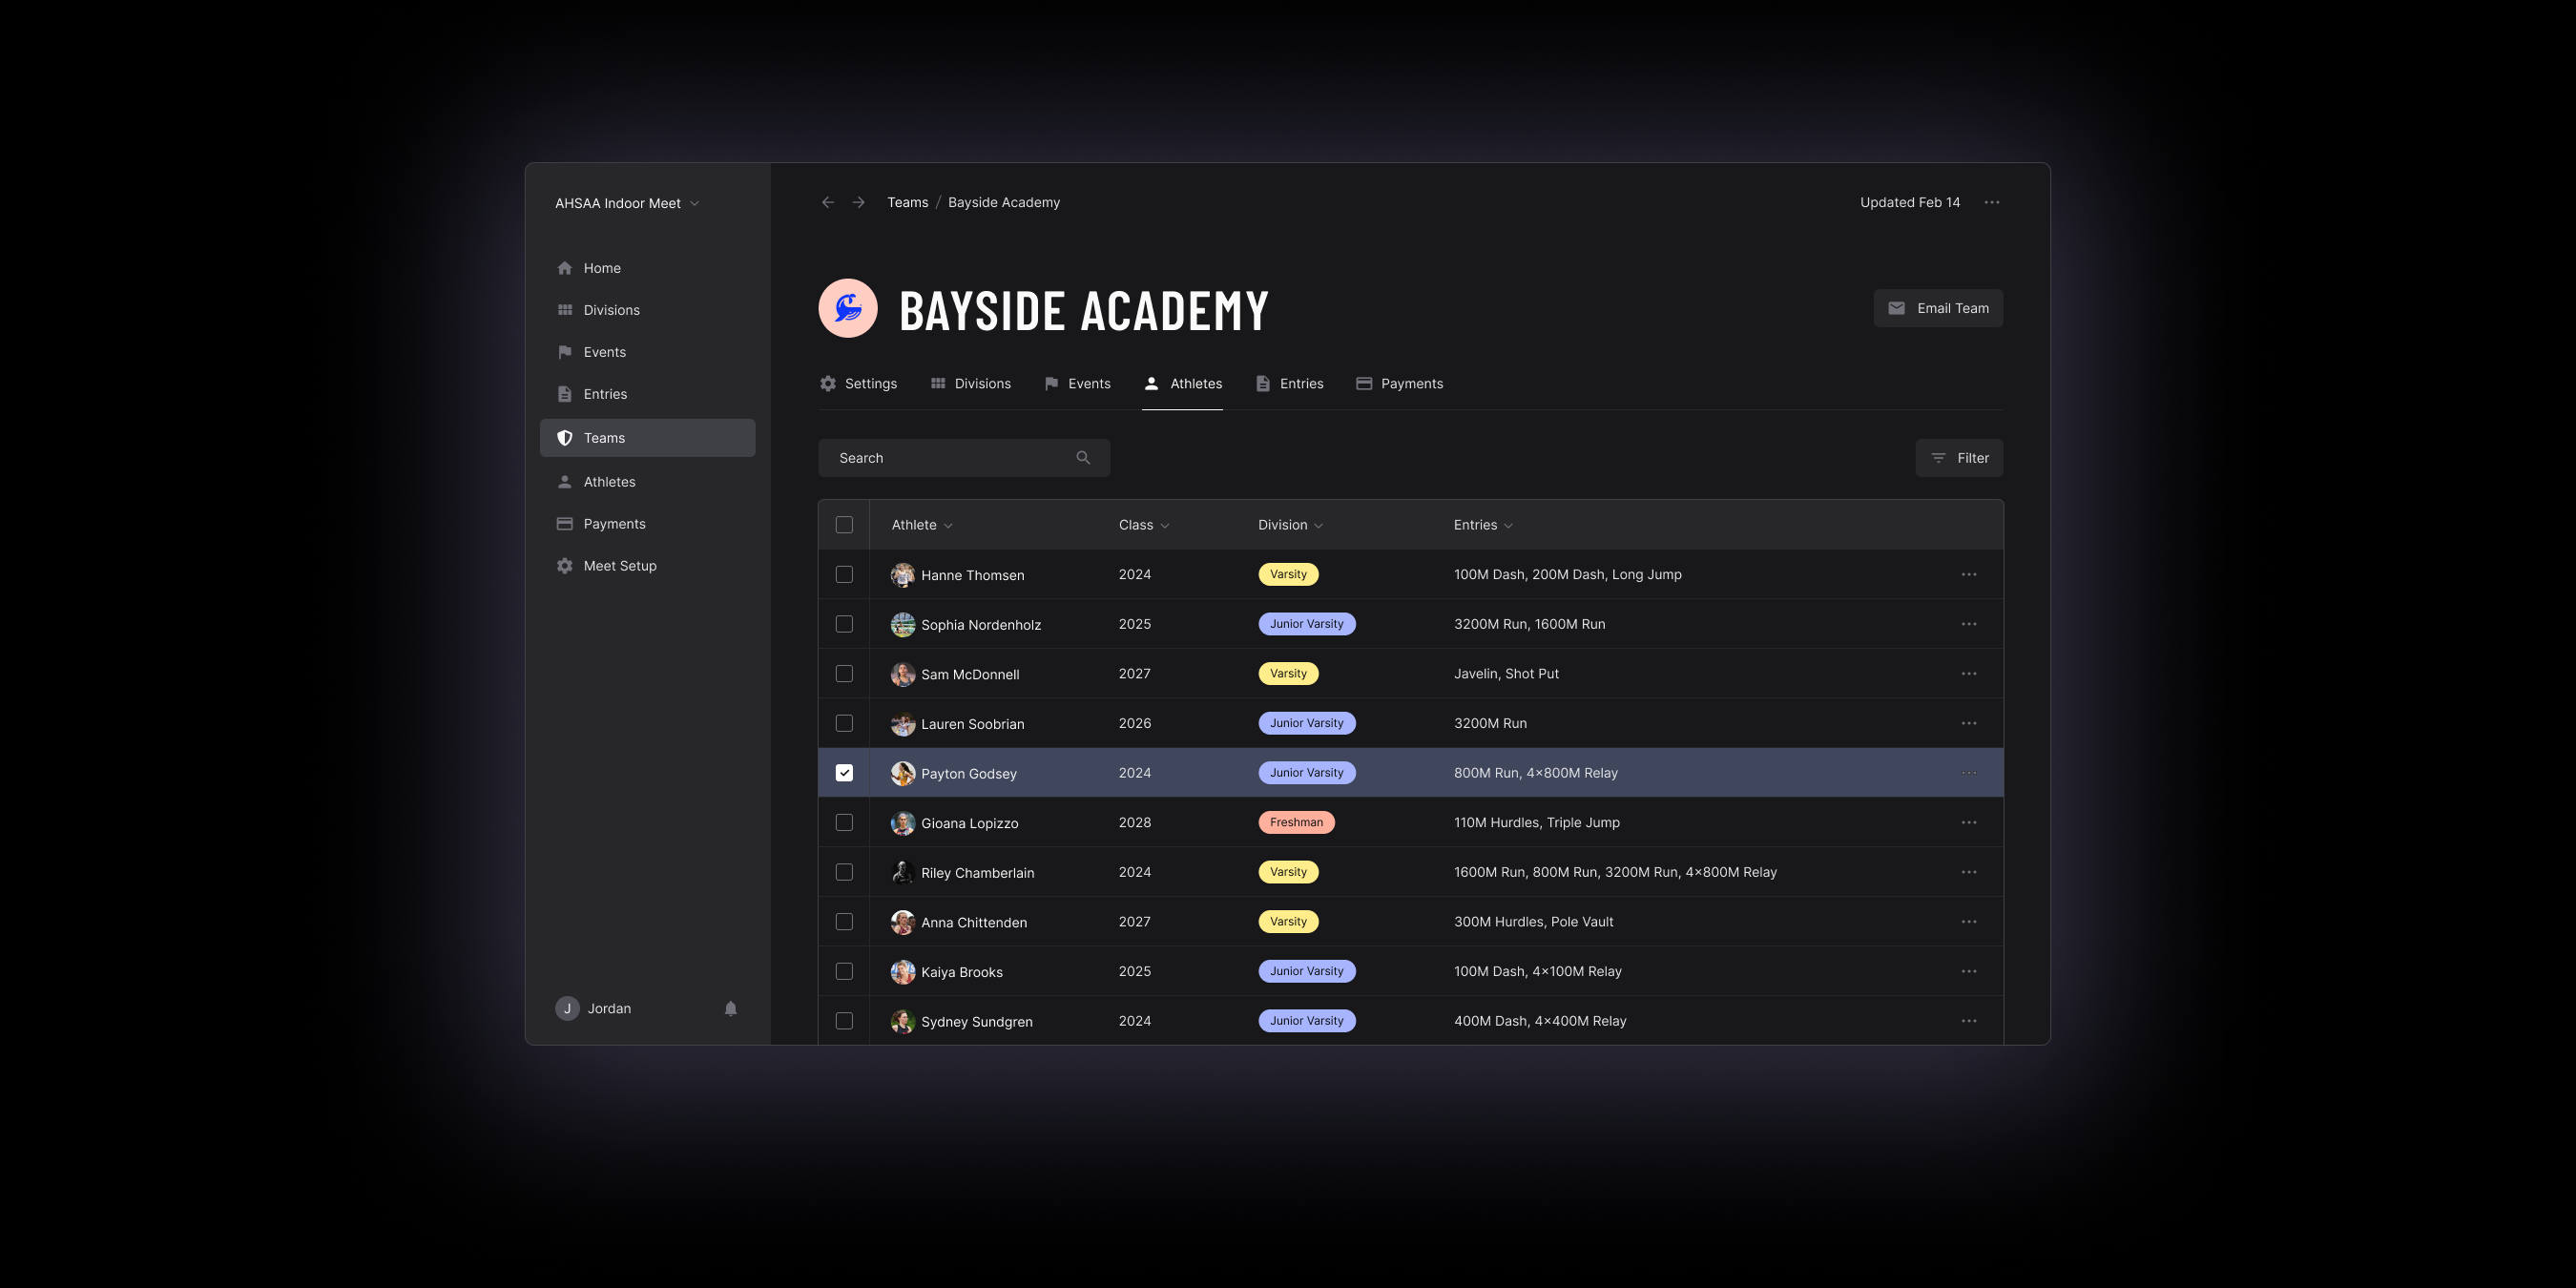 AHSAA Indoor Meet
Home
Divisions
Events
Entries
Teams
Athletes
Payments
Meet Setup
J Jordan
Teams / Bayside Academy
Updated Feb 14
BAYSIDE ACADEMY
Email Team
Settings Divisions Events Athletes Entries Payments
Search
Filter
Athlete Class Division Entries
Hanne Thomsen 2024 Varsity 100M Dash, 200M Dash, Long Jump
Sophia Nordenholz 2025 Junior Varsity 3200M Run, 1600M Run
Sam McDonnell 2027 Varsity Javelin, Shot Put
Lauren Soobrian 2026 Junior Varsity 3200M Run
Payton Godsey 2024 Junior Varsity 800M Run, 4×800M Relay
Gioana Lopizzo 2028 Freshman 110M Hurdles, Triple Jump
Riley Chamberlain 2024 Varsity 1600M Run, 800M Run, 3200M Run, 4×800M Relay
Anna Chittenden 2027 Varsity 300M Hurdles, Pole Vault
Kaiya Brooks 2025 Junior Varsity 100M Dash, 4×100M Relay
Sydney Sundgren 2024 Junior Varsity 400M Dash, 4×400M Relay